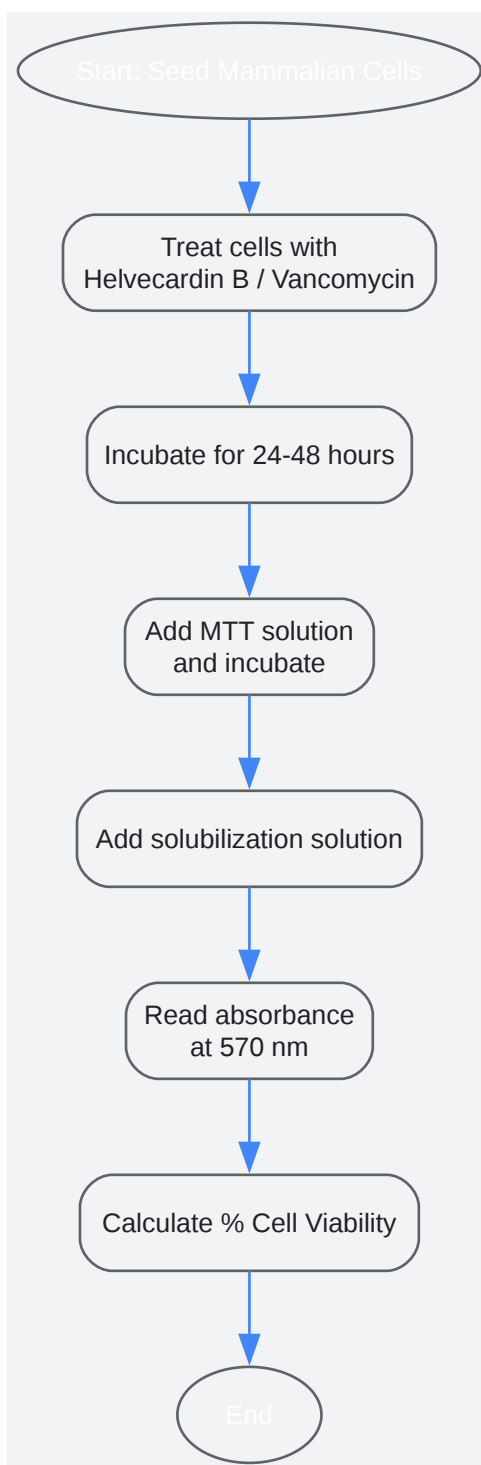 Start: Seed Mammalian Cells
Treat cells with
Helvecardin B / Vancomycin
Incubate for 24-48 hours
Add MTT solution
and incubate
Add solubilization solution
Read absorbance
at 570 nm
Calculate % Cell Viability
End